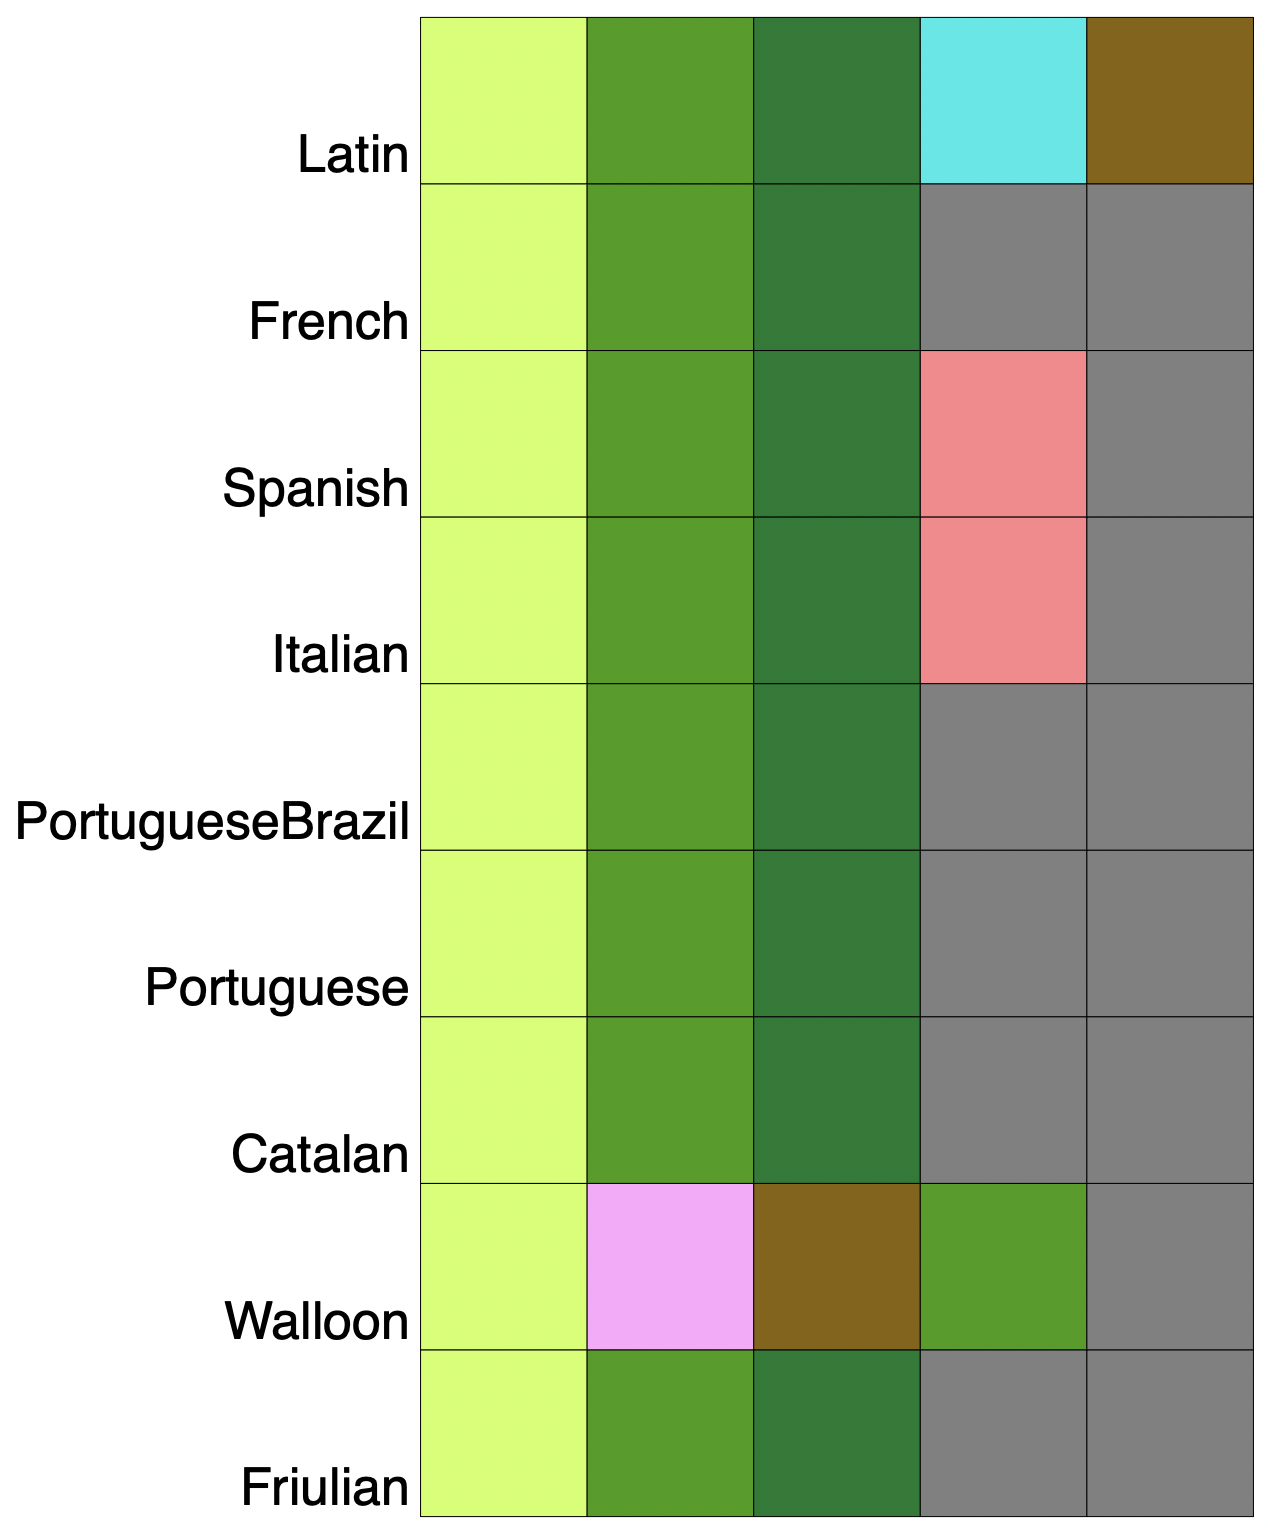 Latin
French
Spanish
Italian
PortugueseBrazil
Portuguese
Catalan
Walloon
Friulian